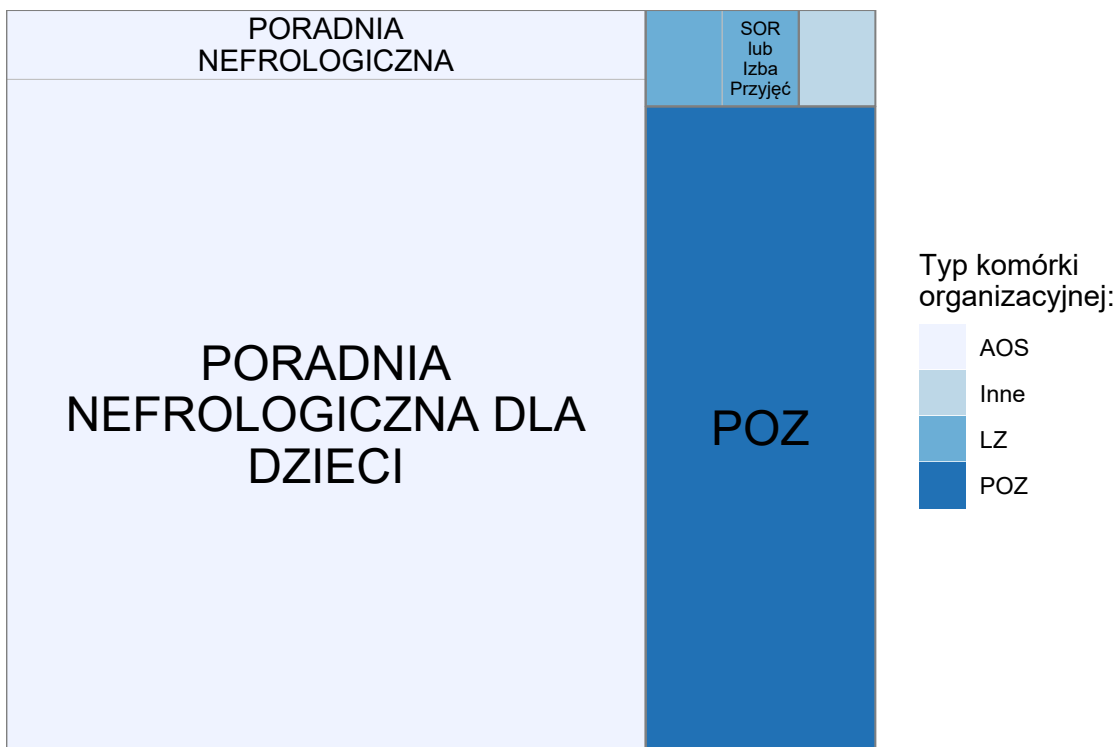 PORADNIA
NEFROLOGICZNA
SOR
lub
Izba
Przyjęć
PORADNIA
NEFROLOGICZNA DLA
DZIECI
POZ
Typ komórki
organizacyjnej:
AOS
Inne
LZ
POZ